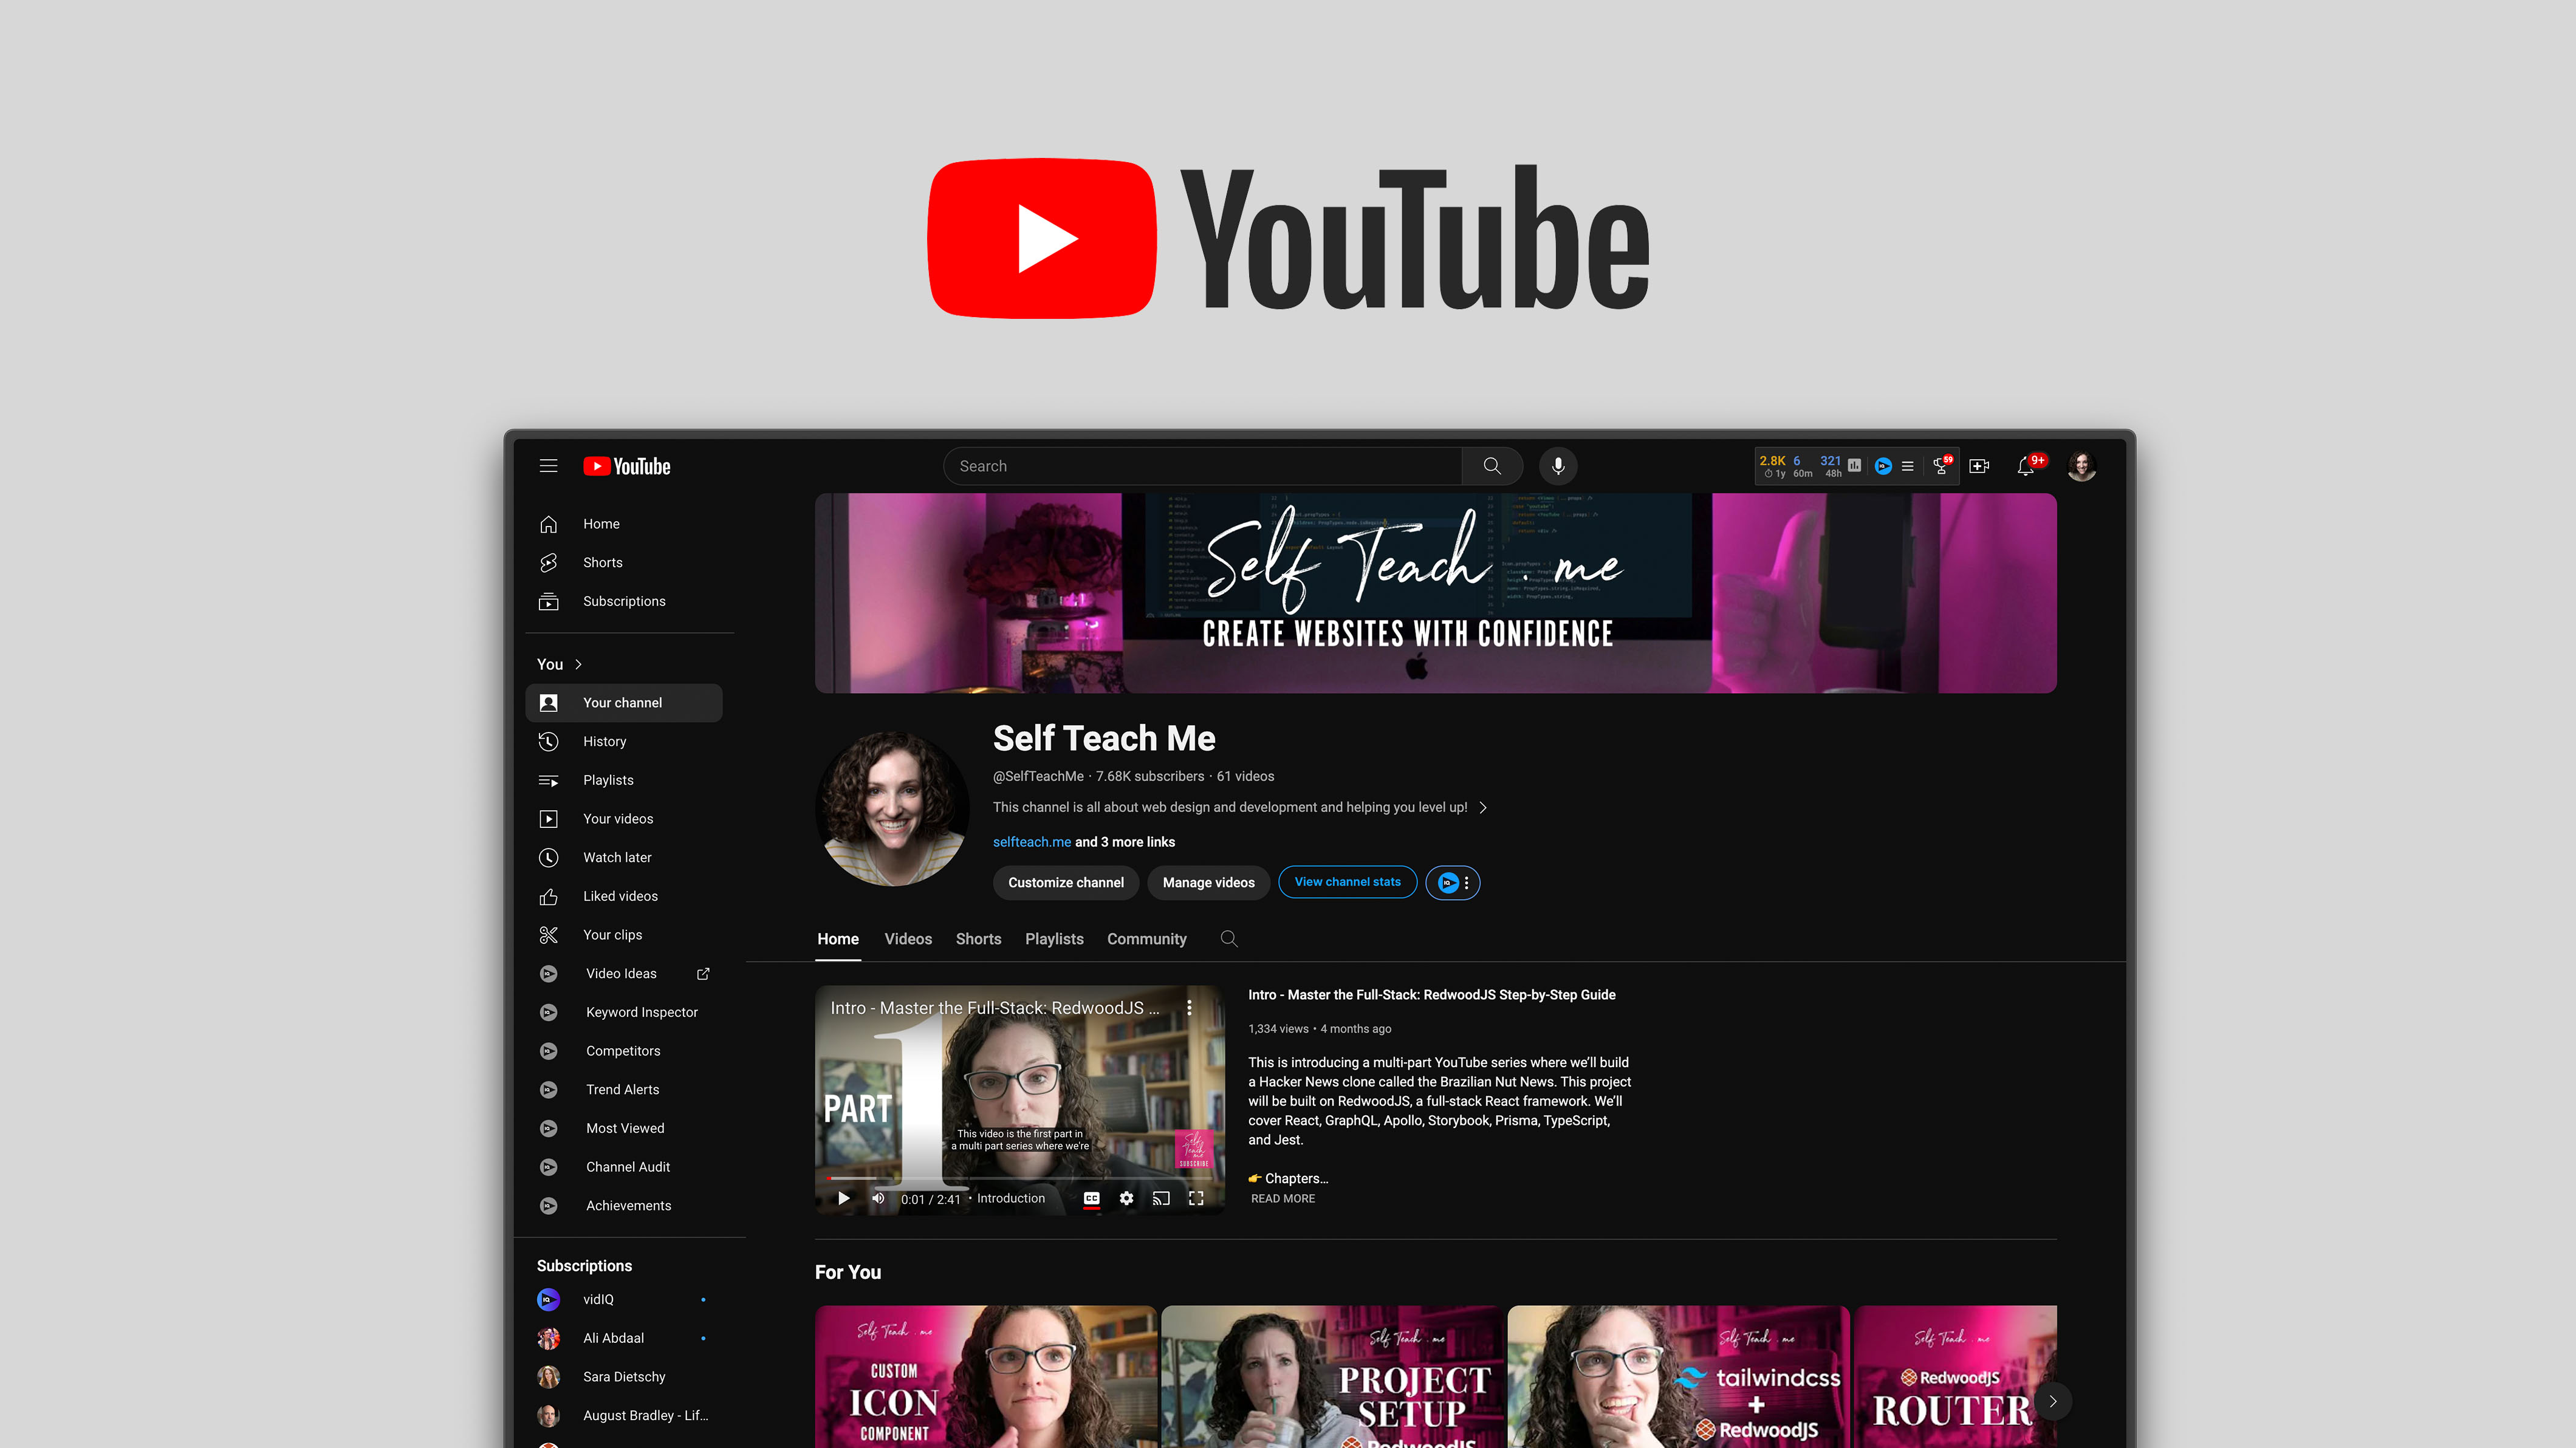 YouTube
YouTube
Search
2.8K 6 321
1y 60m 48h
59
9+
Home
Shorts
Subscriptions
You
Your channel
History
Playlists
Your videos
Watch later
Liked videos
Your clips
Video Ideas
Keyword Inspector
Competitors
Trend Alerts
Most Viewed
Channel Audit
Achievements
Subscriptions
vidIQ
Ali Abdaal
Sara Dietschy
August Bradley - Lif...
Self Teach . me
CREATE WEBSITES WITH CONFIDENCE
Self Teach Me
@SelfTeachMe · 7.68K subscribers · 61 videos
This channel is all about web design and development and helping you level up!
selfteach.me and 3 more links
Customize channel
Manage videos
View channel stats
Home
Videos
Shorts
Playlists
Community
Intro - Master the Full-Stack: RedwoodJS ...
PART 1
This video is the first part in
a multi part series where we're
Self Teach me
SUBSCRIBE
0:01 / 2:41 • Introduction
CC
Intro - Master the Full-Stack: RedwoodJS Step-by-Step Guide
1,334 views • 4 months ago
This is introducing a multi-part YouTube series where we'll build
a Hacker News clone called the Brazilian Nut News. This project
will be built on RedwoodJS, a full-stack React framework. We'll
cover React, GraphQL, Apollo, Storybook, Prisma, TypeScript,
and Jest.
👉 Chapters...
READ MORE
For You
Self Teach . me
CUSTOM
ICON
COMPONENT
Self Teach . me
PROJECT
SETUP
RedwoodJS
Self Teach . me
tailwindcss
+
RedwoodJS
Self Teach . me
RedwoodJS
ROUTER